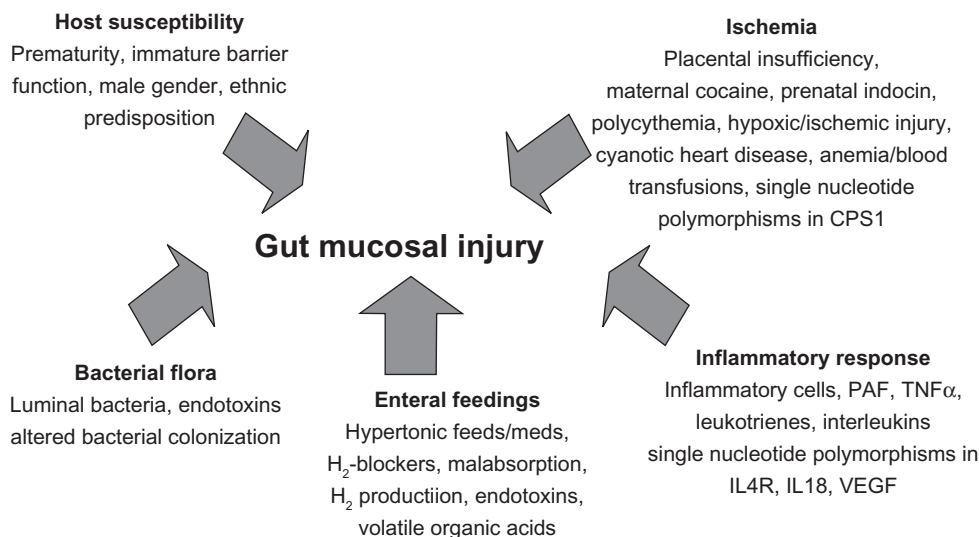 Host susceptibility
Prematurity, immature barrier
function, male gender, ethnic
predisposition
Ischemia
Placental insufficiency,
maternal cocaine, prenatal indocin,
polycythemia, hypoxic/ischemic injury,
cyanotic heart disease, anemia/blood
transfusions, single nucleotide
polymorphisms in CPS1
Gut mucosal injury
Bacterial flora
Luminal bacteria, endotoxins
altered bacterial colonization
Enteral feedings
Hypertonic feeds/meds,
H₂-blockers, malabsorption,
H₂ productiion, endotoxins,
volatile organic acids
Inflammatory response
Inflammatory cells, PAF, TNFα,
leukotrienes, interleukins
single nucleotide polymorphisms in
IL4R, IL18, VEGF